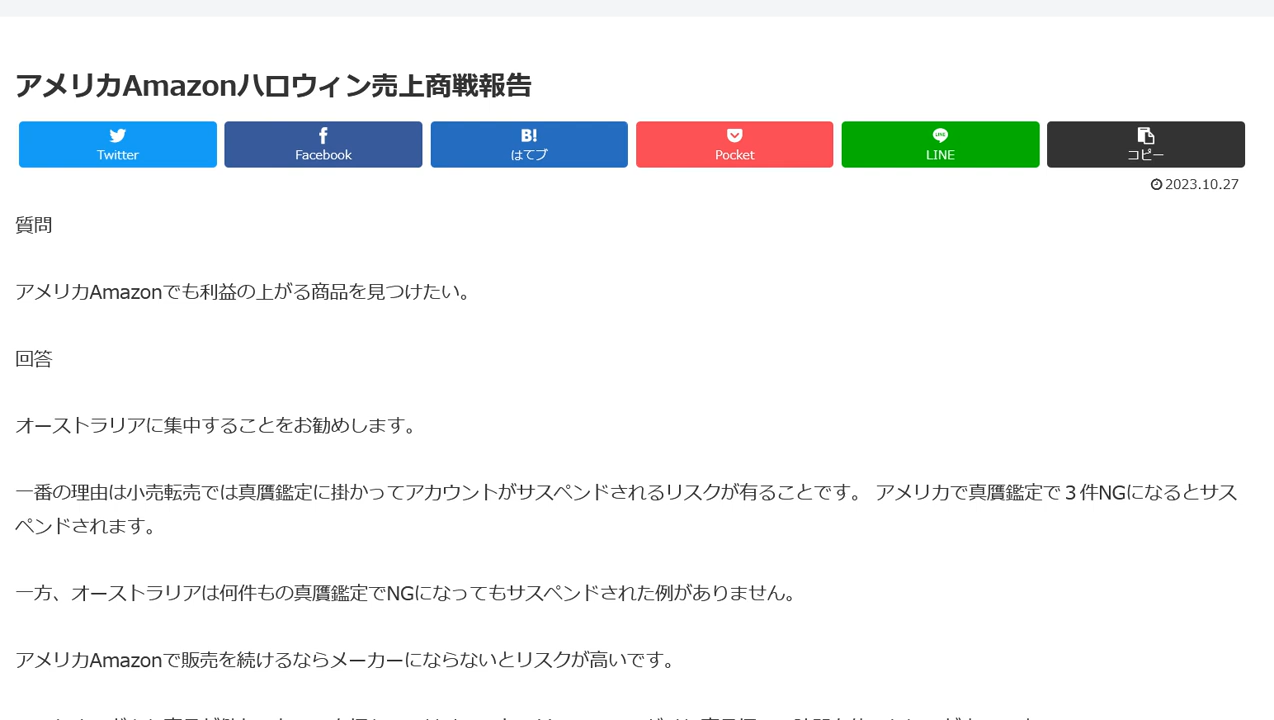 アメリカAmazonハロウィン売上商戦報告
Twitter
Facebook
B!
はてブ
Pocket
LINE
LINE
コピー
2023.10.27
質問
アメリカAmazonでも利益の上がる商品を見つけたい。
回答
オーストラリアに集中することをお勧めします。
一番の理由は小売転売では真贋鑑定に掛かってアカウントがサスペンドされるリスクが有ることです。 アメリカで真贋鑑定で３件NGになるとサス
ペンドされます。
一方、オーストラリアは何件もの真贋鑑定でNGになってもサスペンドされた例がありません。
アメリカAmazonで販売を続けるならメーカーにならないとリスクが高いです。